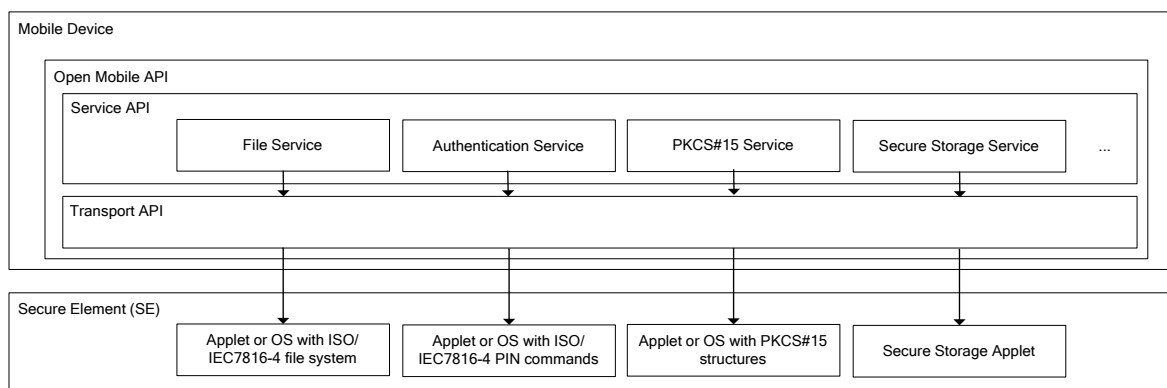 Mobile Device
Open Mobile API
Service API
File Service
Authentication Service
PKCS#15 Service
Secure Storage Service
...
Transport API
Secure Element (SE)
Applet or OS with ISO/
IEC7816-4 file system
Applet or OS with ISO/
IEC7816-4 PIN commands
Applet or OS with PKCS#15
structures
Secure Storage Applet